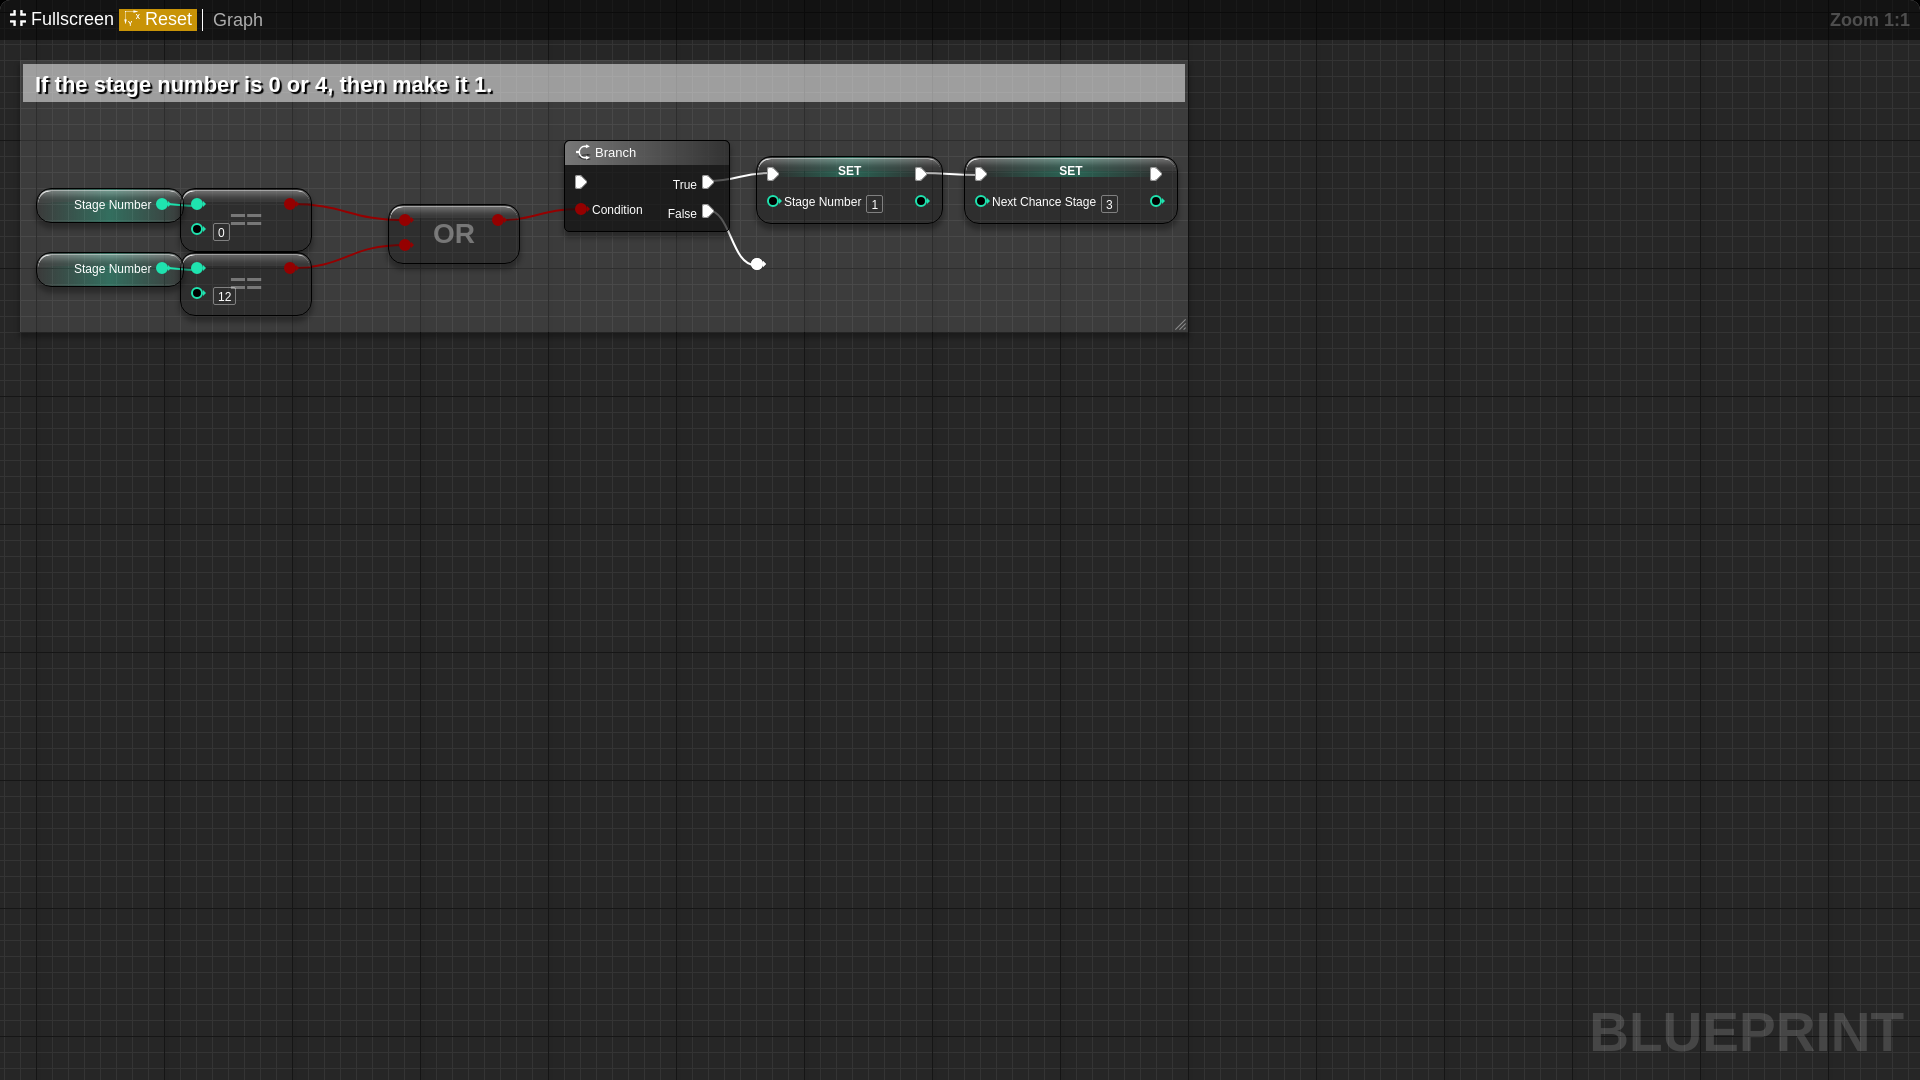 Fullscreen Reset Graph Zoom 1:1
If the stage number is 0 or 4, then make it 1.
Branch
True
Condition
False
SET
Stage Number 1
SET
Next Chance Stage 3
Stage Number
==
0
OR
Stage Number
==
12
BLUEPRINT